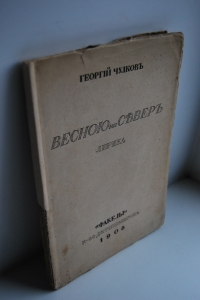 ГЕОРГІЙ ЧУЛКОВЪ
ВЕСНОЮ на СѢВЕРЪ
ЛИРИКА
«ФАКЕЛЫ»
1908